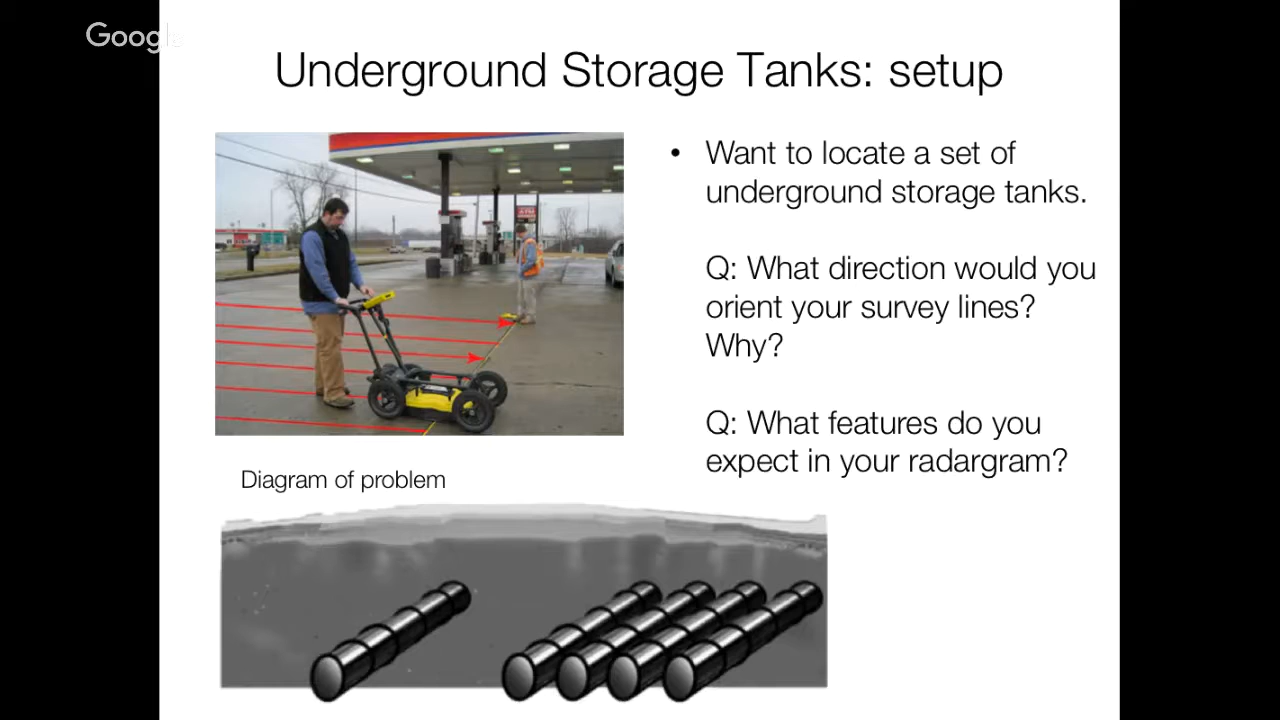 Google
Underground Storage Tanks: setup
• Want to locate a set of
underground storage tanks.
Q: What direction would you
orient your survey lines?
Why?
Q: What features do you
expect in your radargram?
Diagram of problem